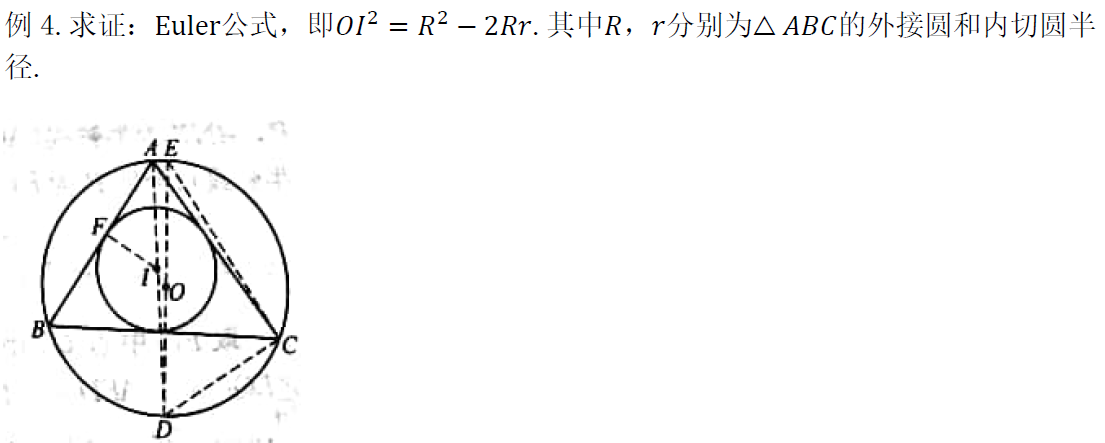 例 4. 求证：Euler公式，即𝑂𝐼² = 𝑅² − 2𝑅𝑟. 其中𝑅，𝑟分别为△ 𝐴𝐵𝐶的外接圆和内切圆半
径.
A E
F
I
O
B
C
D